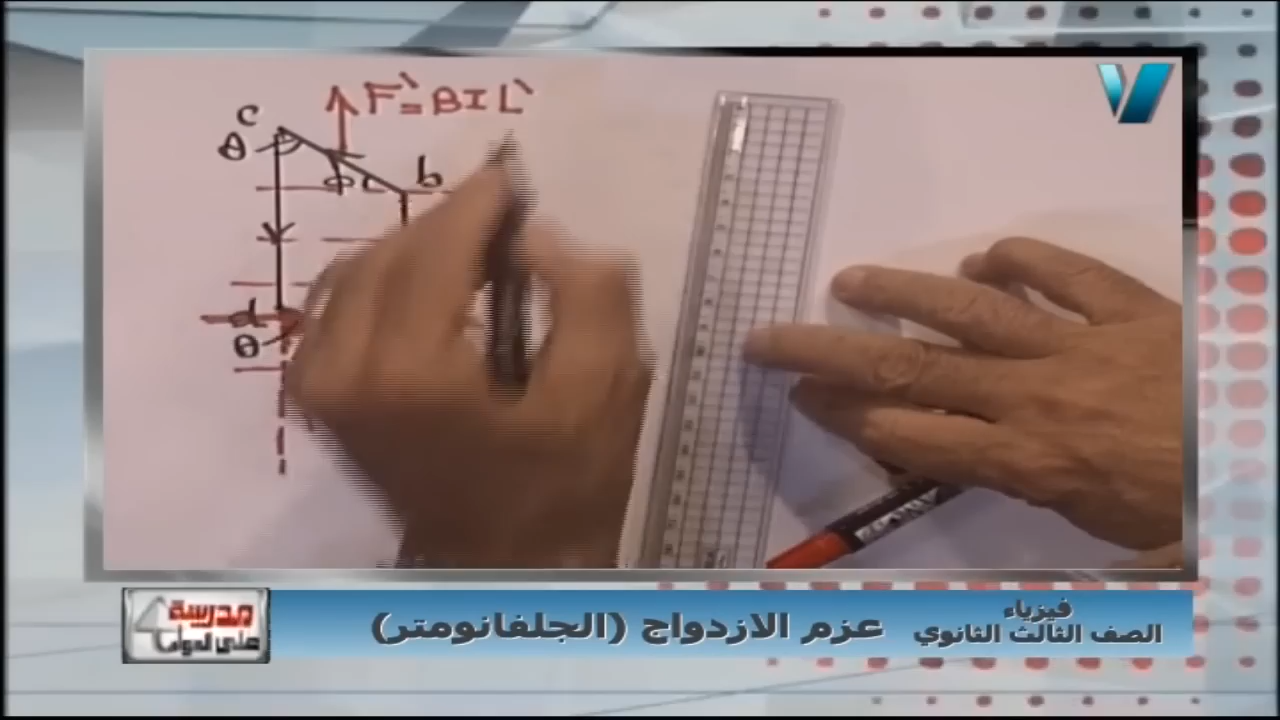 F` = BIL`
c
θ
b
φ
d
θ
فيزياء
الصف الثالث الثانوي
عزم الازدواج (الجلفانومتر)
مدرسة
على الهواء